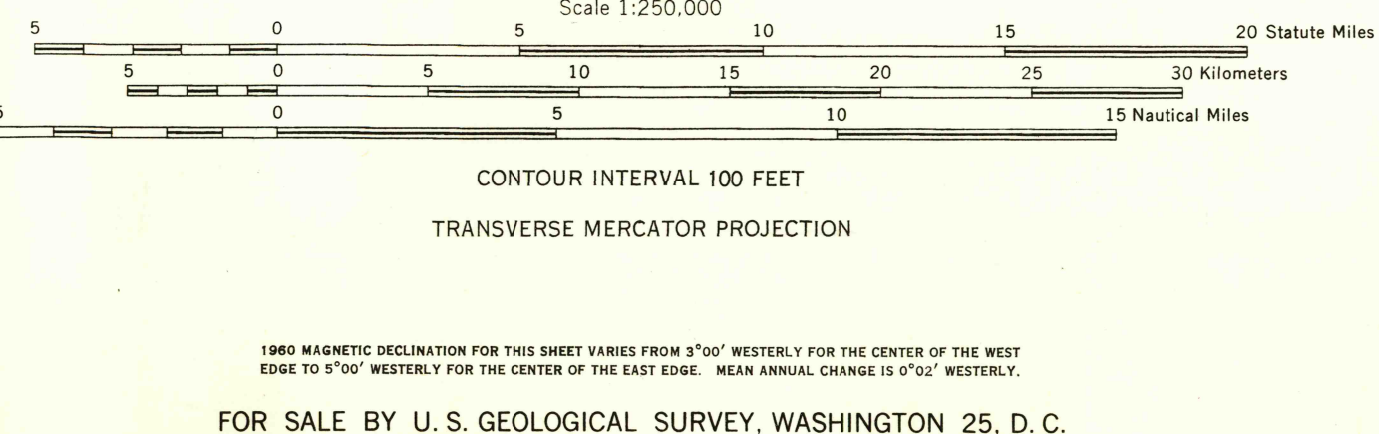 Scale 1:250,000
5 0 5 10 15 20 Statute Miles
5 0 5 10 15 20 25 30 Kilometers
0 5 10 15 Nautical Miles
CONTOUR INTERVAL 100 FEET
TRANSVERSE MERCATOR PROJECTION
1960 MAGNETIC DECLINATION FOR THIS SHEET VARIES FROM 3°00′ WESTERLY FOR THE CENTER OF THE WEST
EDGE TO 5°00′ WESTERLY FOR THE CENTER OF THE EAST EDGE. MEAN ANNUAL CHANGE IS 0°02′ WESTERLY.
FOR SALE BY U. S. GEOLOGICAL SURVEY, WASHINGTON 25, D. C.